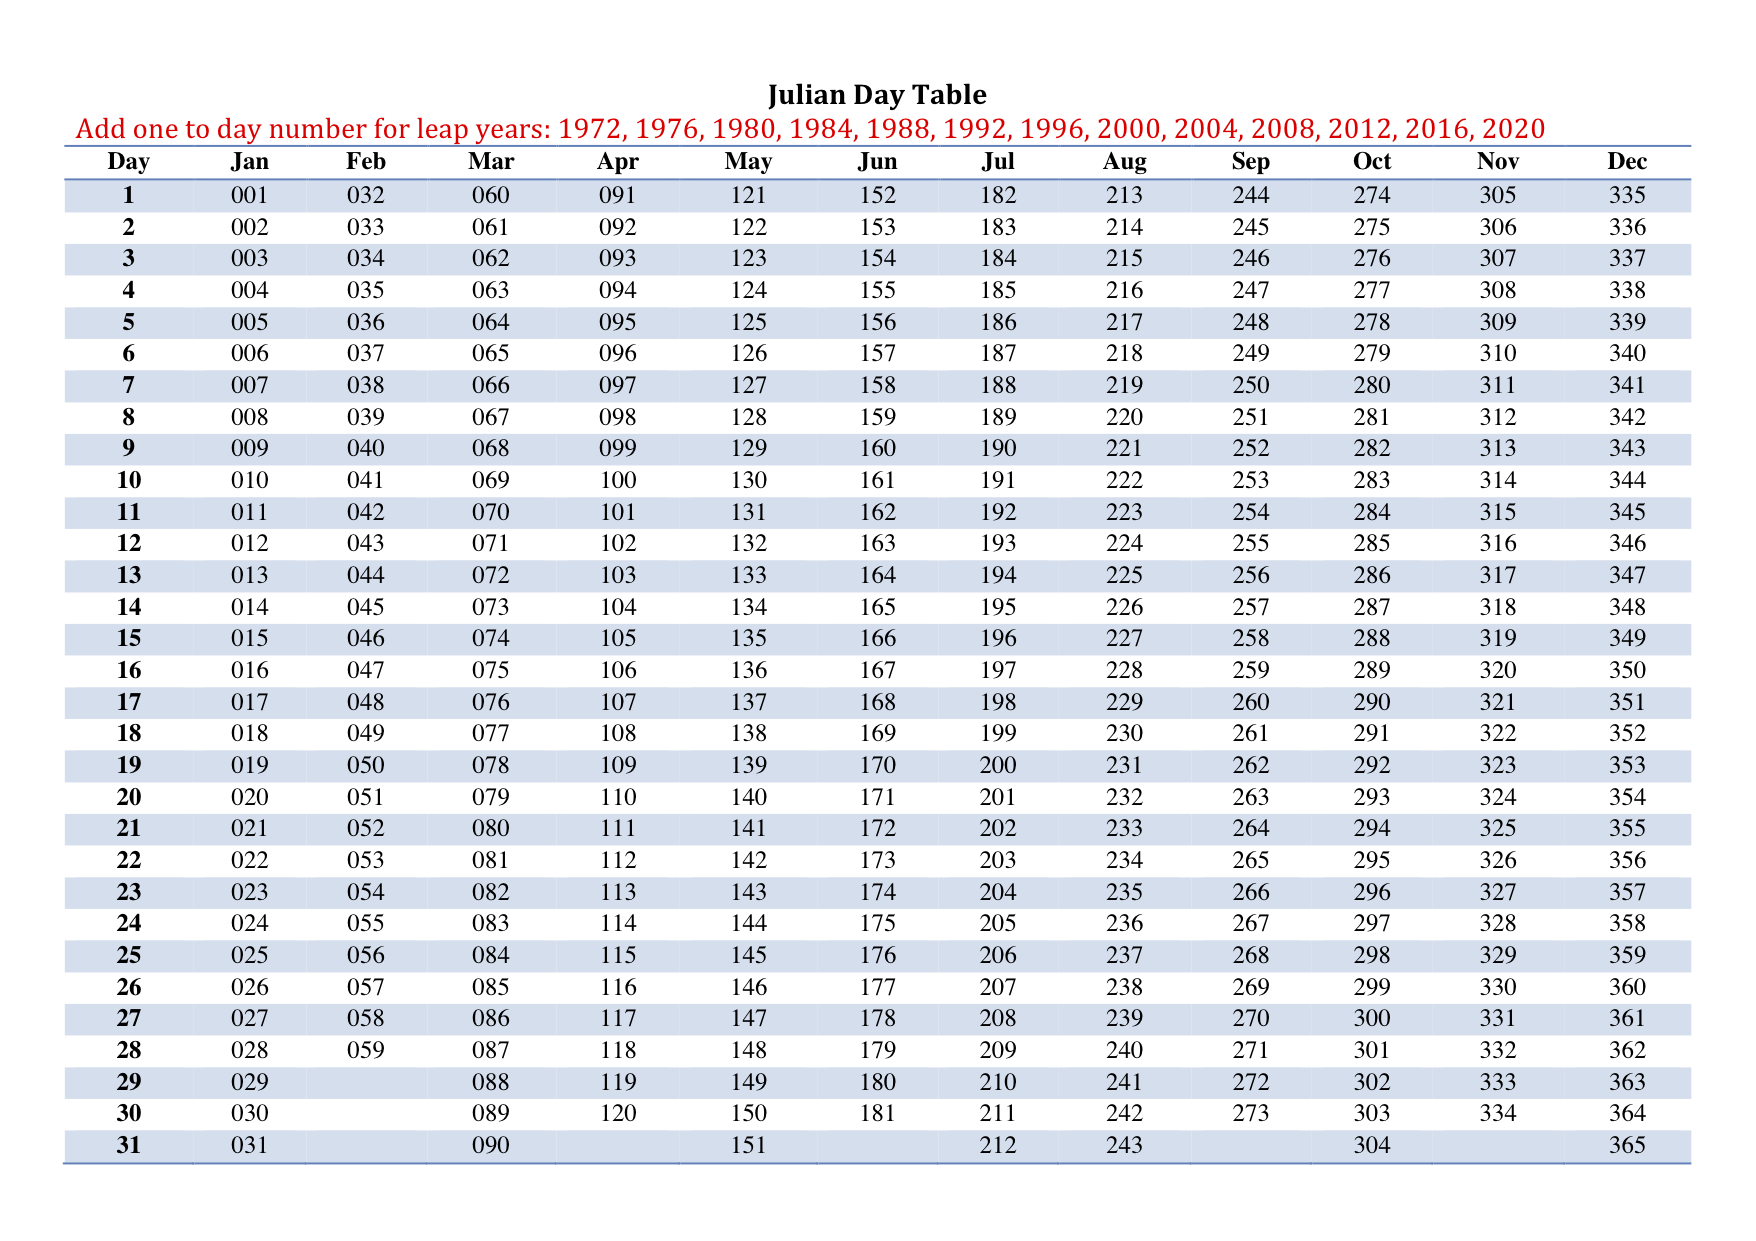 Julian Day Table
Add one to day number for leap years: 1972, 1976, 1980, 1984, 1988, 1992, 1996, 2000, 2004, 2008, 2012, 2016, 2020
Day Jan Feb Mar Apr May Jun Jul Aug Sep Oct Nov Dec
1 001 032 060 091 121 152 182 213 244 274 305 335
2 002 033 061 092 122 153 183 214 245 275 306 336
3 003 034 062 093 123 154 184 215 246 276 307 337
4 004 035 063 094 124 155 185 216 247 277 308 338
5 005 036 064 095 125 156 186 217 248 278 309 339
6 006 037 065 096 126 157 187 218 249 279 310 340
7 007 038 066 097 127 158 188 219 250 280 311 341
8 008 039 067 098 128 159 189 220 251 281 312 342
9 009 040 068 099 129 160 190 221 252 282 313 343
10 010 041 069 100 130 161 191 222 253 283 314 344
11 011 042 070 101 131 162 192 223 254 284 315 345
12 012 043 071 102 132 163 193 224 255 285 316 346
13 013 044 072 103 133 164 194 225 256 286 317 347
14 014 045 073 104 134 165 195 226 257 287 318 348
15 015 046 074 105 135 166 196 227 258 288 319 349
16 016 047 075 106 136 167 197 228 259 289 320 350
17 017 048 076 107 137 168 198 229 260 290 321 351
18 018 049 077 108 138 169 199 230 261 291 322 352
19 019 050 078 109 139 170 200 231 262 292 323 353
20 020 051 079 110 140 171 201 232 263 293 324 354
21 021 052 080 111 141 172 202 233 264 294 325 355
22 022 053 081 112 142 173 203 234 265 295 326 356
23 023 054 082 113 143 174 204 235 266 296 327 357
24 024 055 083 114 144 175 205 236 267 297 328 358
25 025 056 084 115 145 176 206 237 268 298 329 359
26 026 057 085 116 146 177 207 238 269 299 330 360
27 027 058 086 117 147 178 208 239 270 300 331 361
28 028 059 087 118 148 179 209 240 271 301 332 362
29 029 088 119 149 180 210 241 272 302 333 363
30 030 089 120 150 181 211 242 273 303 334 364
31 031 090 151 212 243 304 365